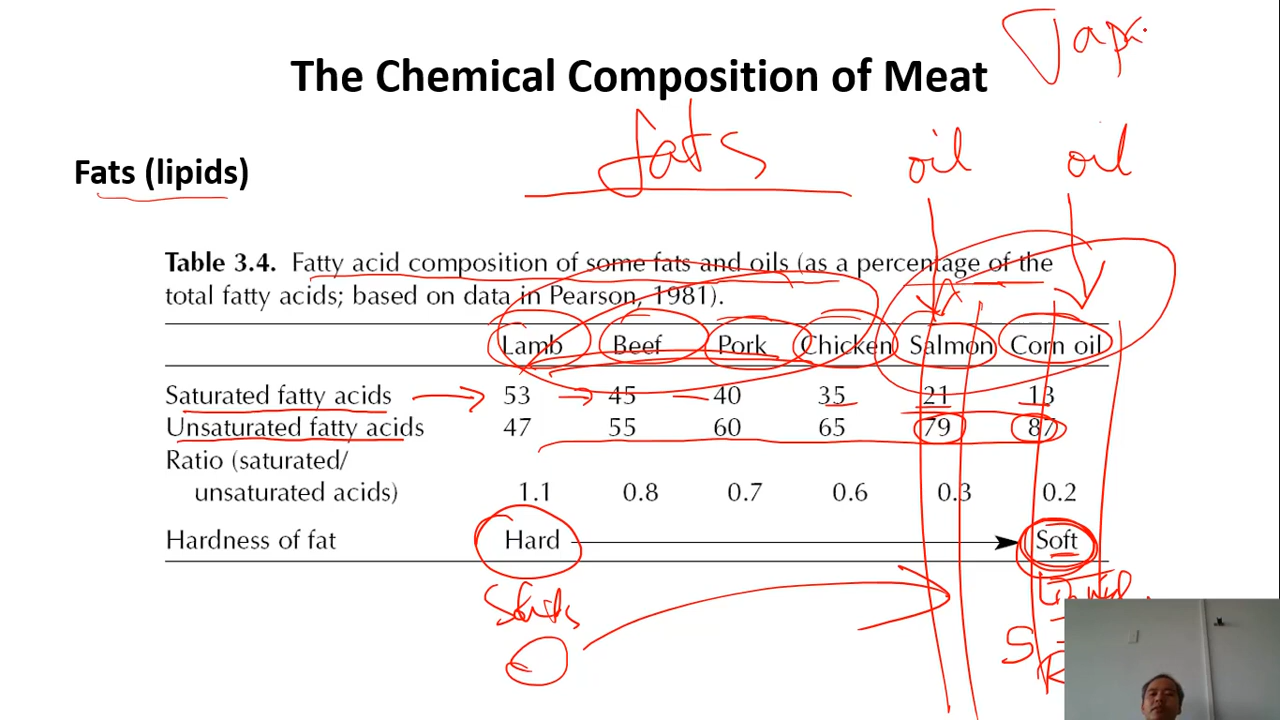 The Chemical Composition of Meat
fats
oil
oil
Fats (lipids)
Table 3.4. Fatty acid composition of some fats and oils (as a percentage of the
total fatty acids; based on data in Pearson, 1981).
Lamb Beef Pork Chicken Salmon Corn oil
Saturated fatty acids 53 45 40 35 21 13
Unsaturated fatty acids 47 55 60 65 79 87
Ratio (saturated/
unsaturated acids) 1.1 0.8 0.7 0.6 0.3 0.2
Hardness of fat Hard Soft